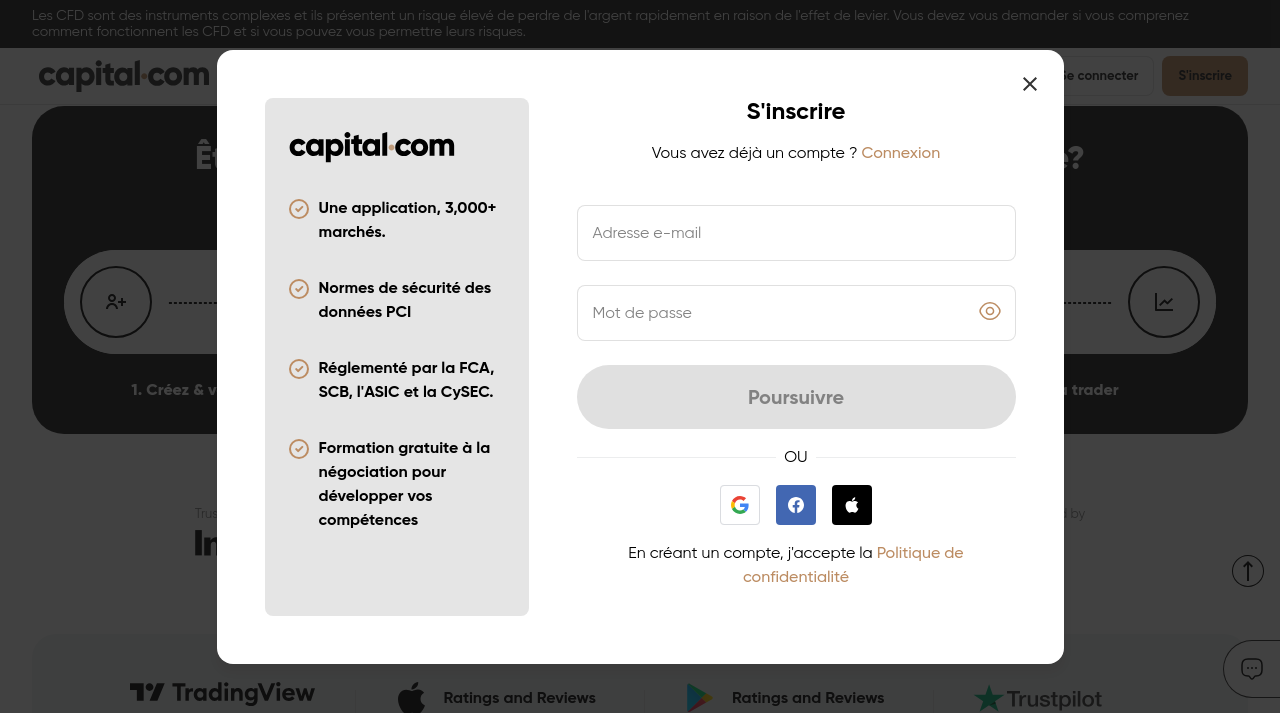 Les CFD sont des instruments complexes et ils présentent un risque élevé de perdre de l'argent rapidement en raison de l'effet de levier. Vous devez vous demander si vous comprenez
comment fonctionnent les CFD et si vous pouvez vous permettre leurs risques.
capital.com
Se connecter
S'inscrire
capital.com
Une application, 3,000+
marchés.
Normes de sécurité des
données PCI
Réglementé par la FCA,
SCB, l'ASIC et la CySEC.
Formation gratuite à la
négociation pour
développer vos
compétences
S'inscrire
Vous avez déjà un compte ? Connexion
Adresse e-mail
Mot de passe
Poursuivre
OU
En créant un compte, j'accepte la Politique de
confidentialité
?
1. Créez & v
trader
by
TradingView
Ratings and Reviews
Ratings and Reviews
Trustpilot